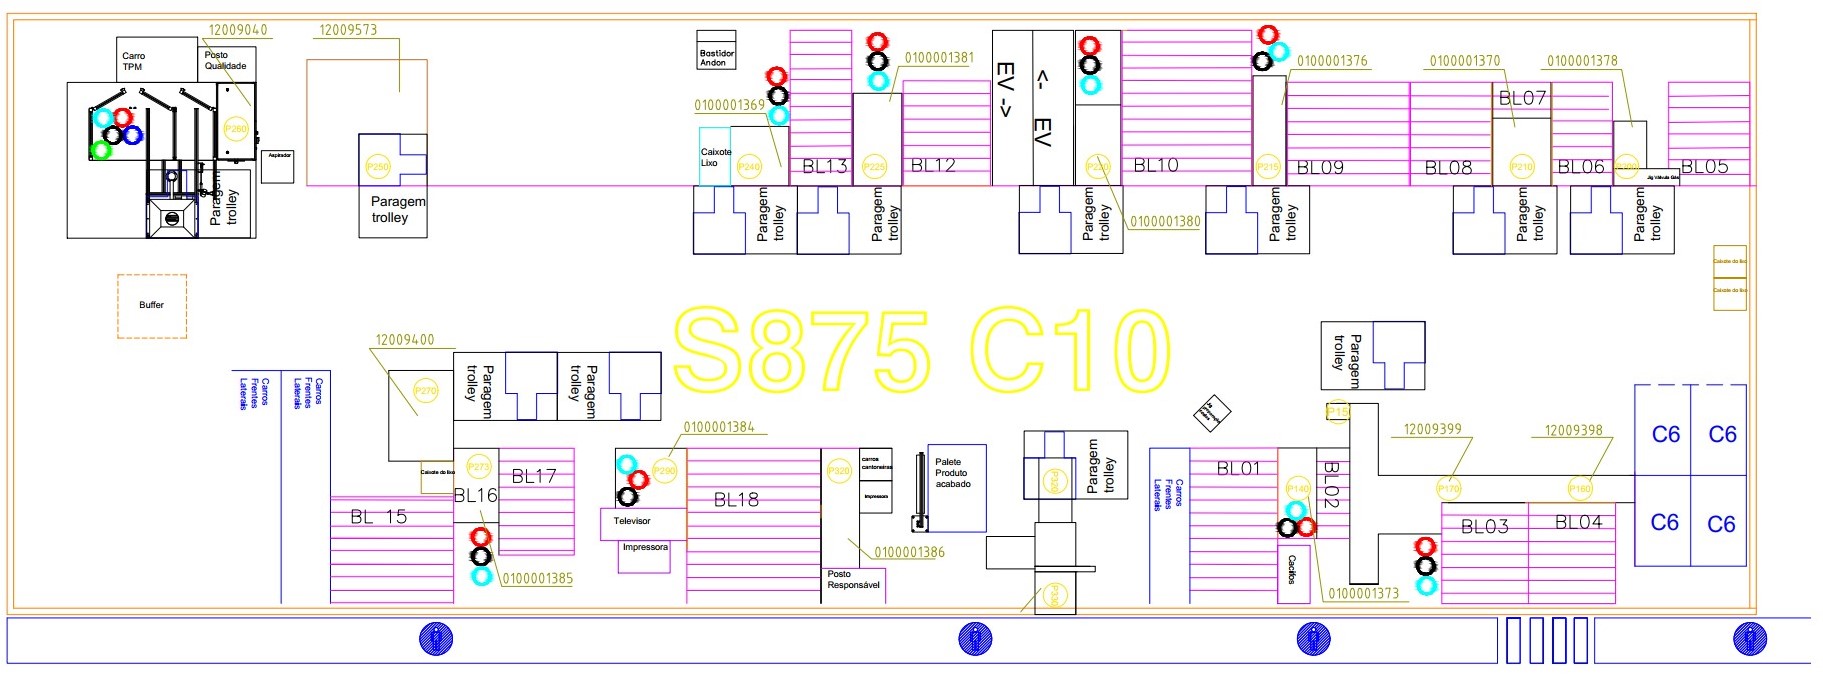 12009040
12009573
Carro
TPM
Posto
Qualidade
P260
Aspirador
Paragem
trolley
P250
Paragem
trolley
Bastidor
Andon
0100001369
Caixote
Lixo
P240
BL13
0100001381
P225
BL12
EV ->
<- EV
P220
BL10
0100001376
P215
BL09
0100001370
BL08
BL07
P210
0100001378
BL06
P200
Jig Válvula Gás
BL05
Paragem
trolley
Paragem
trolley
Paragem
trolley
0100001380
Paragem
trolley
Paragem
trolley
Paragem
trolley
Caixote do lixo
Caixote do lixo
Buffer
S875 C10
12009400
P270
Paragem
trolley
Paragem
trolley
Paragem
trolley
Carros
Frentes
Laterais
Carros
Frentes
Laterais
Caixote do lixo
P273
BL16
BL17
BL 15
0100001385
0100001384
P290
Televisor
Impressora
BL18
P320
Carros
cantoneiras
Impressora
0100001386
Posto
Responsável
Palete
Produto
acabado
Paragem
trolley
Carros
Frentes
Laterais
BL01
P140
BL02
Cacifos
0100001373
P15
12009399
P170
12009398
P160
BL03
BL04
C6
C6
C6
C6